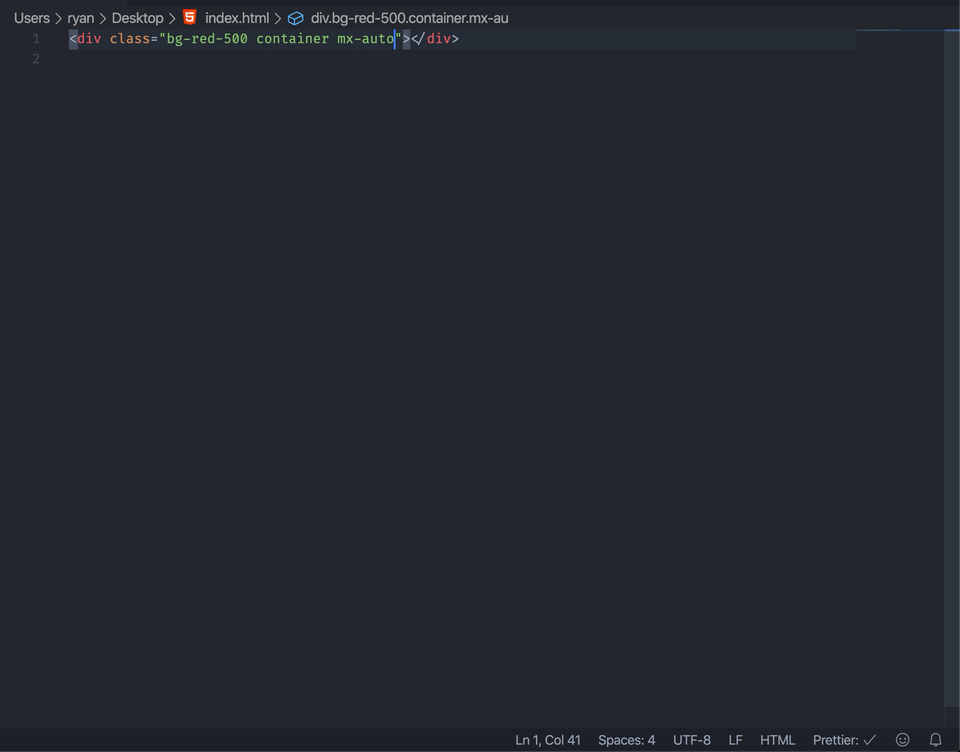 Users > ryan > Desktop > 5 index.html > div.bg-red-500.container.mx-au
1 <div class="bg-red-500 container mx-auto"></div>
2
Ln 1, Col 41 Spaces: 4 UTF-8 LF HTML Prettier: ✓